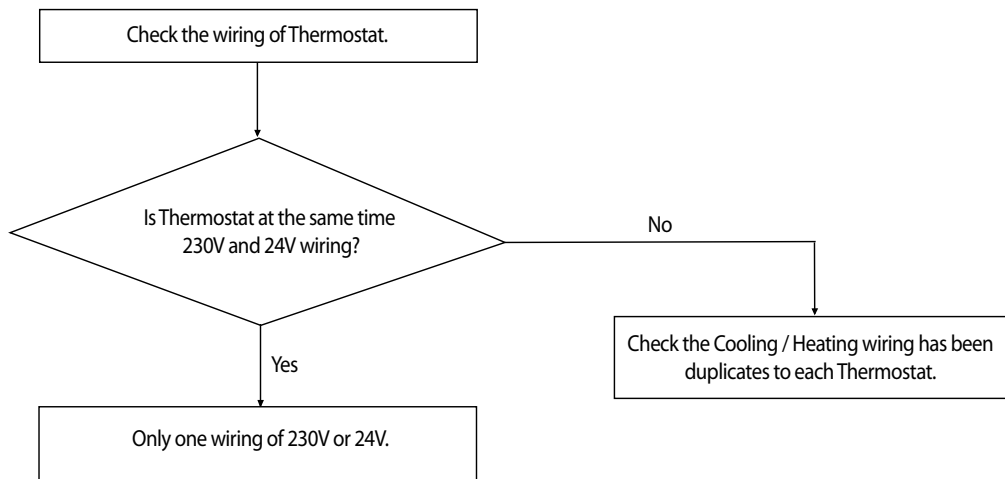 Check the wiring of Thermostat.
Is Thermostat at the same time
230V and 24V wiring?
No
Check the Cooling / Heating wiring has been
duplicates to each Thermostat.
Yes
Only one wiring of 230V or 24V.